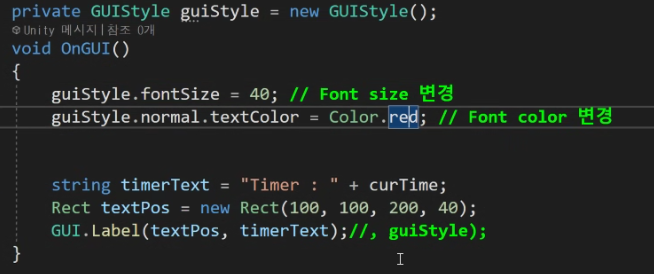 private GUIStyle guiStyle = new GUIStyle();
Unity 메시지|참조 0개
void OnGUI()
{
guiStyle.fontSize = 40; // Font size 변경
guiStyle.normal.textColor = Color.red; // Font color 변경
string timerText = "Timer : " + curTime;
Rect textPos = new Rect(100, 100, 200, 40);
GUI.Label(textPos, timerText);//, guiStyle);
}